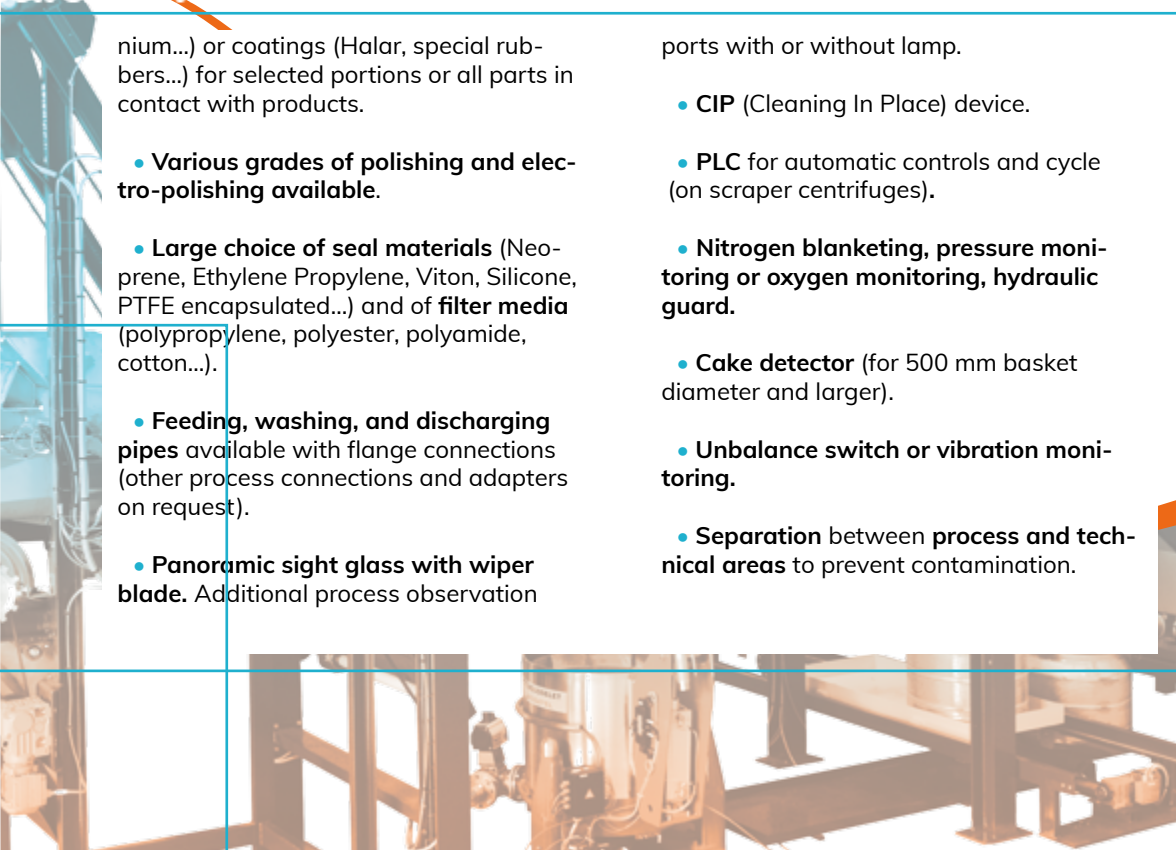 nium...) or coatings (Halar, special rub-
bers...) for selected portions or all parts in
contact with products.
• Various grades of polishing and elec-
tro-polishing available.
• Large choice of seal materials (Neo-
prene, Ethylene Propylene, Viton, Silicone,
PTFE encapsulated...) and of filter media
(polypropylene, polyester, polyamide,
cotton...).
• Feeding, washing, and discharging
pipes available with flange connections
(other process connections and adapters
on request).
• Panoramic sight glass with wiper
blade. Additional process observation
ports with or without lamp.
• CIP (Cleaning In Place) device.
• PLC for automatic controls and cycle
(on scraper centrifuges).
• Nitrogen blanketing, pressure moni-
toring or oxygen monitoring, hydraulic
guard.
• Cake detector (for 500 mm basket
diameter and larger).
• Unbalance switch or vibration moni-
toring.
• Separation between process and tech-
nical areas to prevent contamination.